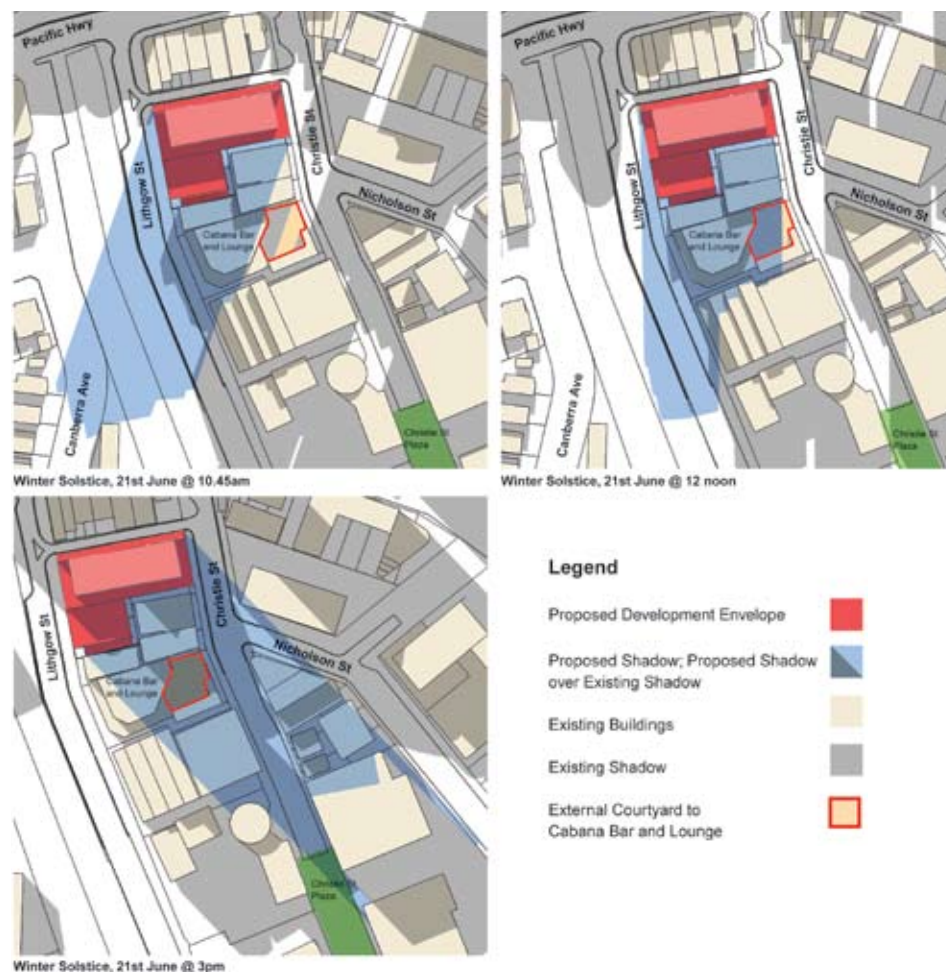 Pacific Hwy
Lithgow St
Christie St
Nicholson St
Cabana Bar
and Lounge
Canberra Ave
Christie St
Plaza
Winter Solstice, 21st June @ 10.45am
Pacific Hwy
Lithgow St
Christie St
Nicholson St
Cabana Bar
and Lounge
Canberra Ave
Christie St
Plaza
Winter Solstice, 21st June @ 12 noon
Christie St
Lithgow St
Nicholson St
Cabana Bar
and Lounge
Christie St
Plaza
Winter Solstice, 21st June @ 3pm
Legend
Proposed Development Envelope
Proposed Shadow; Proposed Shadow
over Existing Shadow
Existing Buildings
Existing Shadow
External Courtyard to
Cabana Bar and Lounge